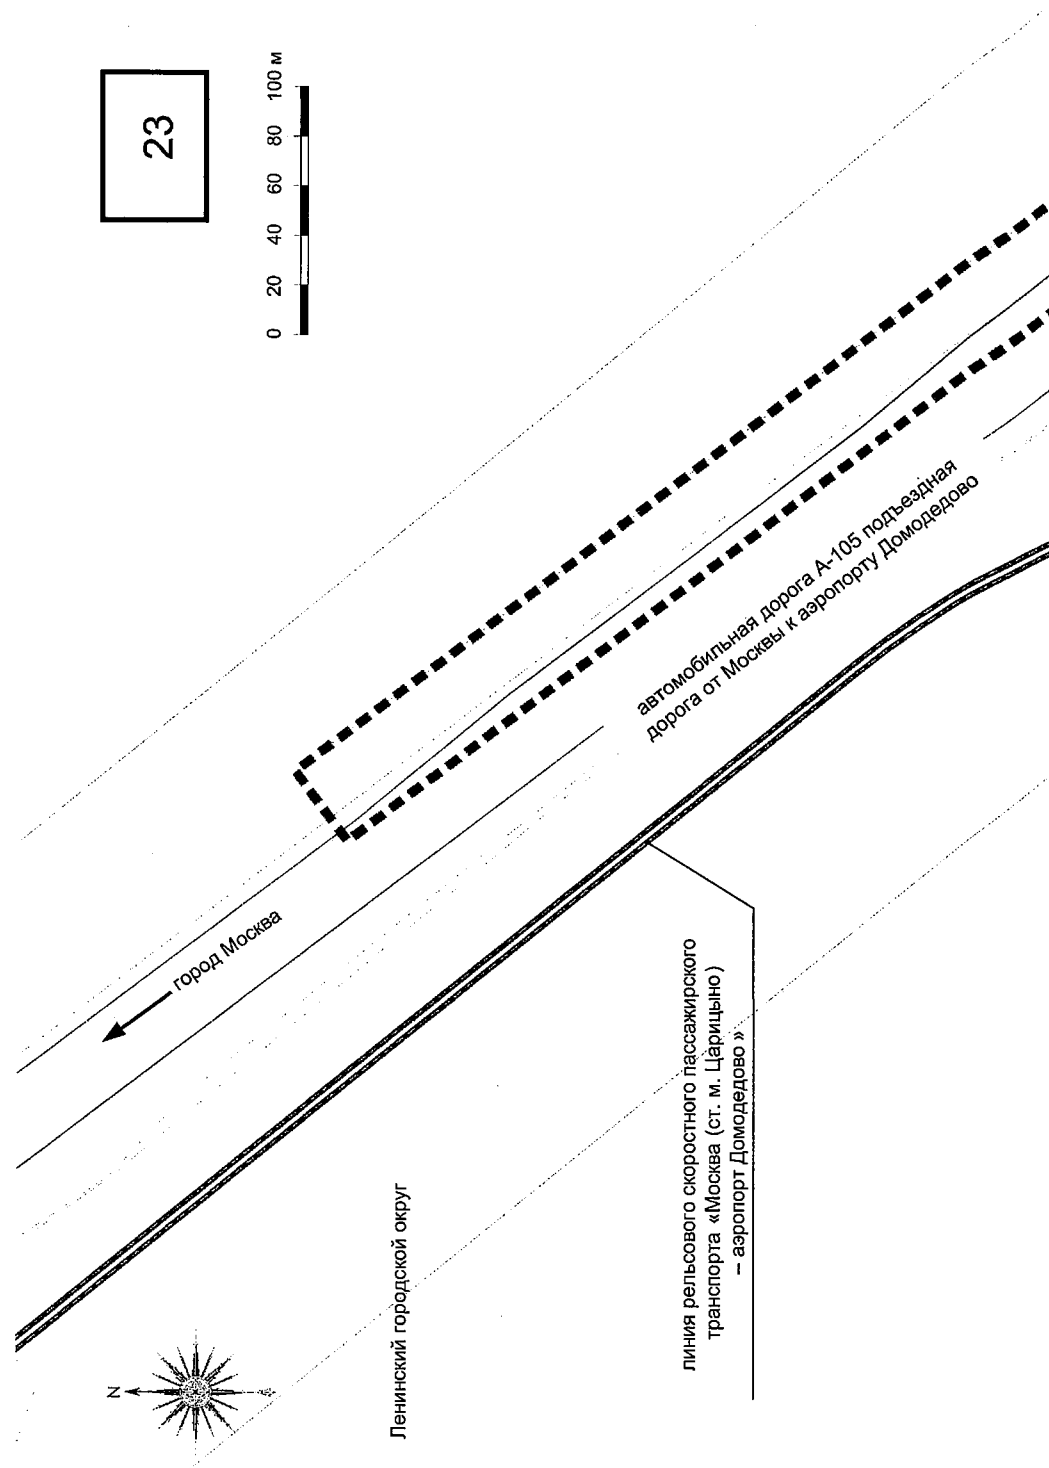 23
0 20 40 60 80 100 м
автомобильная дорога А-105 подъездная
дорога от Москвы к аэропорту Домодедово
город Москва
линия рельсового скоростного пассажирского
транспорта «Москва (ст. м. Царицыно)
– аэропорт Домодедово »
Ленинский городской округ
N